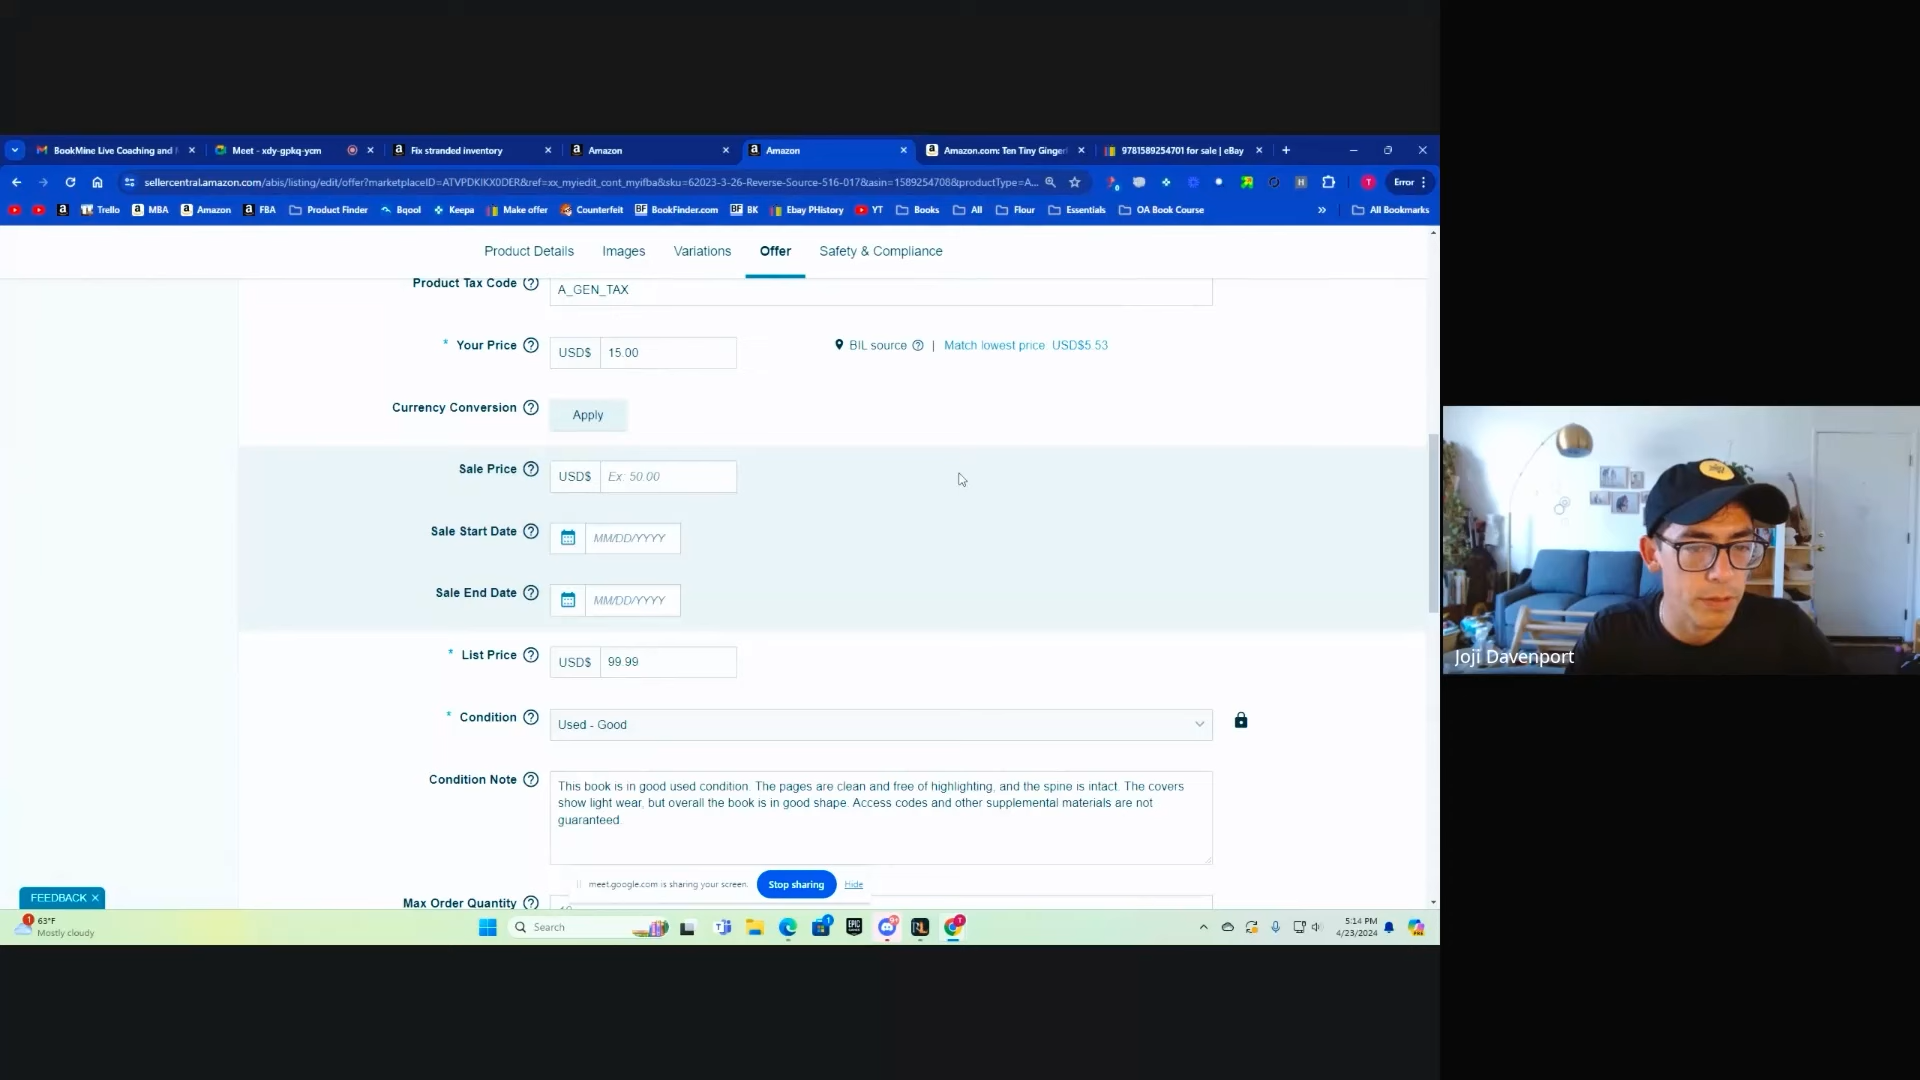 BookMine Live Coaching and
Meet - xdy-gpkq-ycm
Fix stranded inventory
Amazon
Amazon
Amazon.com: Ten Tiny Ginger
9781589254701 for sale | eBay
sellercentral.amazon.com/abis/listing/edit/offer?marketplaceID=ATVPDKIKX0DER&ref=xx_myiedit_cont_myifba&sku=62023-3-26-Reverse-Source-516-017&asin=1589254708&productType=A...
Error
Trello
MBA
Amazon
FBA
Product Finder
Bqool
Keepa
Make offer
Counterfeit
BookFinder.com
BK
Ebay PHistory
YT
Books
All
Flour
Essentials
OA Book Course
»
All Bookmarks
Product Details
Images
Variations
Offer
Safety & Compliance
Product Tax Code
A_GEN_TAX
* Your Price
USD$ 15.00
BIL source | Match lowest price: USD$5.53
Currency Conversion
Apply
Sale Price
USD$ Ex: 50.00
Sale Start Date
MM/DD/YYYY
Sale End Date
MM/DD/YYYY
* List Price
USD$ 99.99
* Condition
Used - Good
Condition Note
This book is in good used condition. The pages are clean and free of highlighting, and the spine is intact. The covers
show light wear, but overall the book is in good shape. Access codes and other supplemental materials are not
guaranteed.
Max Order Quantity
meet.google.com is sharing your screen.
Stop sharing
Hide
FEEDBACK
63°F
Mostly cloudy
Search
5:14 PM
4/23/2024
Joji Davenport